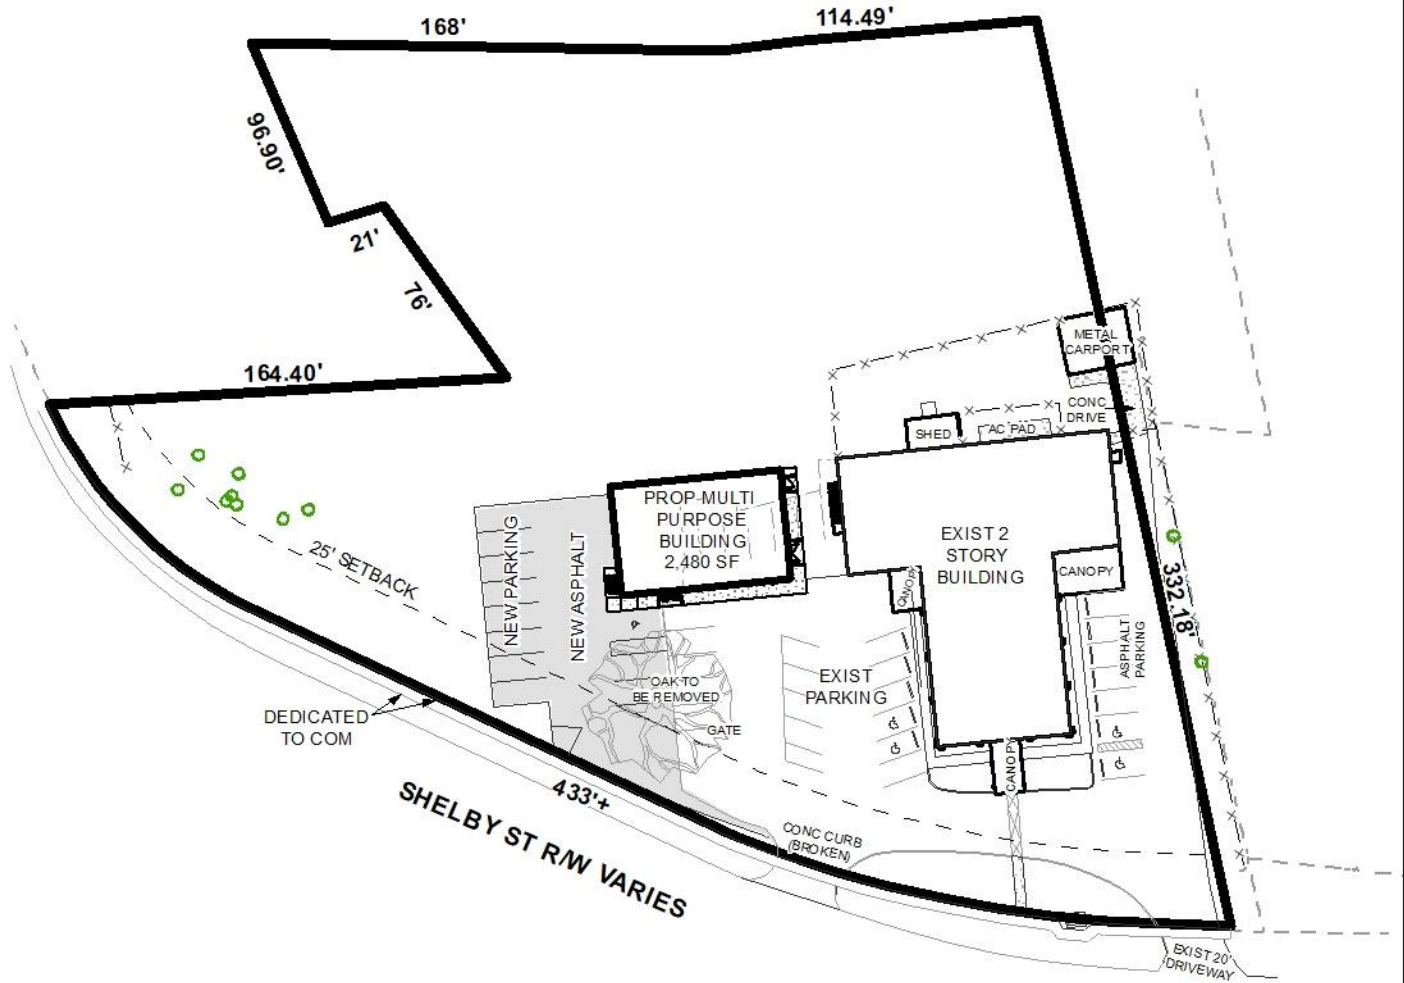 168'
114.49'
96.90'
21'
76'
164.40'
METAL
CARPORT
CONC
DRIVE
SHED
AC PAD
PROP-MULTI
PURPOSE
BUILDING
2,480 SF
EXIST 2
STORY
BUILDING
CANOPY
CANOPY
25' SETBACK
NEW PARKING
NEW ASPHALT
332.18'
ASPHALT
PARKING
OAK TO
BE REMOVED
EXIST
PARKING
GATE
CANOPY
DEDICATED
TO COM
433'+
SHELBY ST R/W VARIES
CONC CURB
(BROKEN)
EXIST 20'
DRIVEWAY